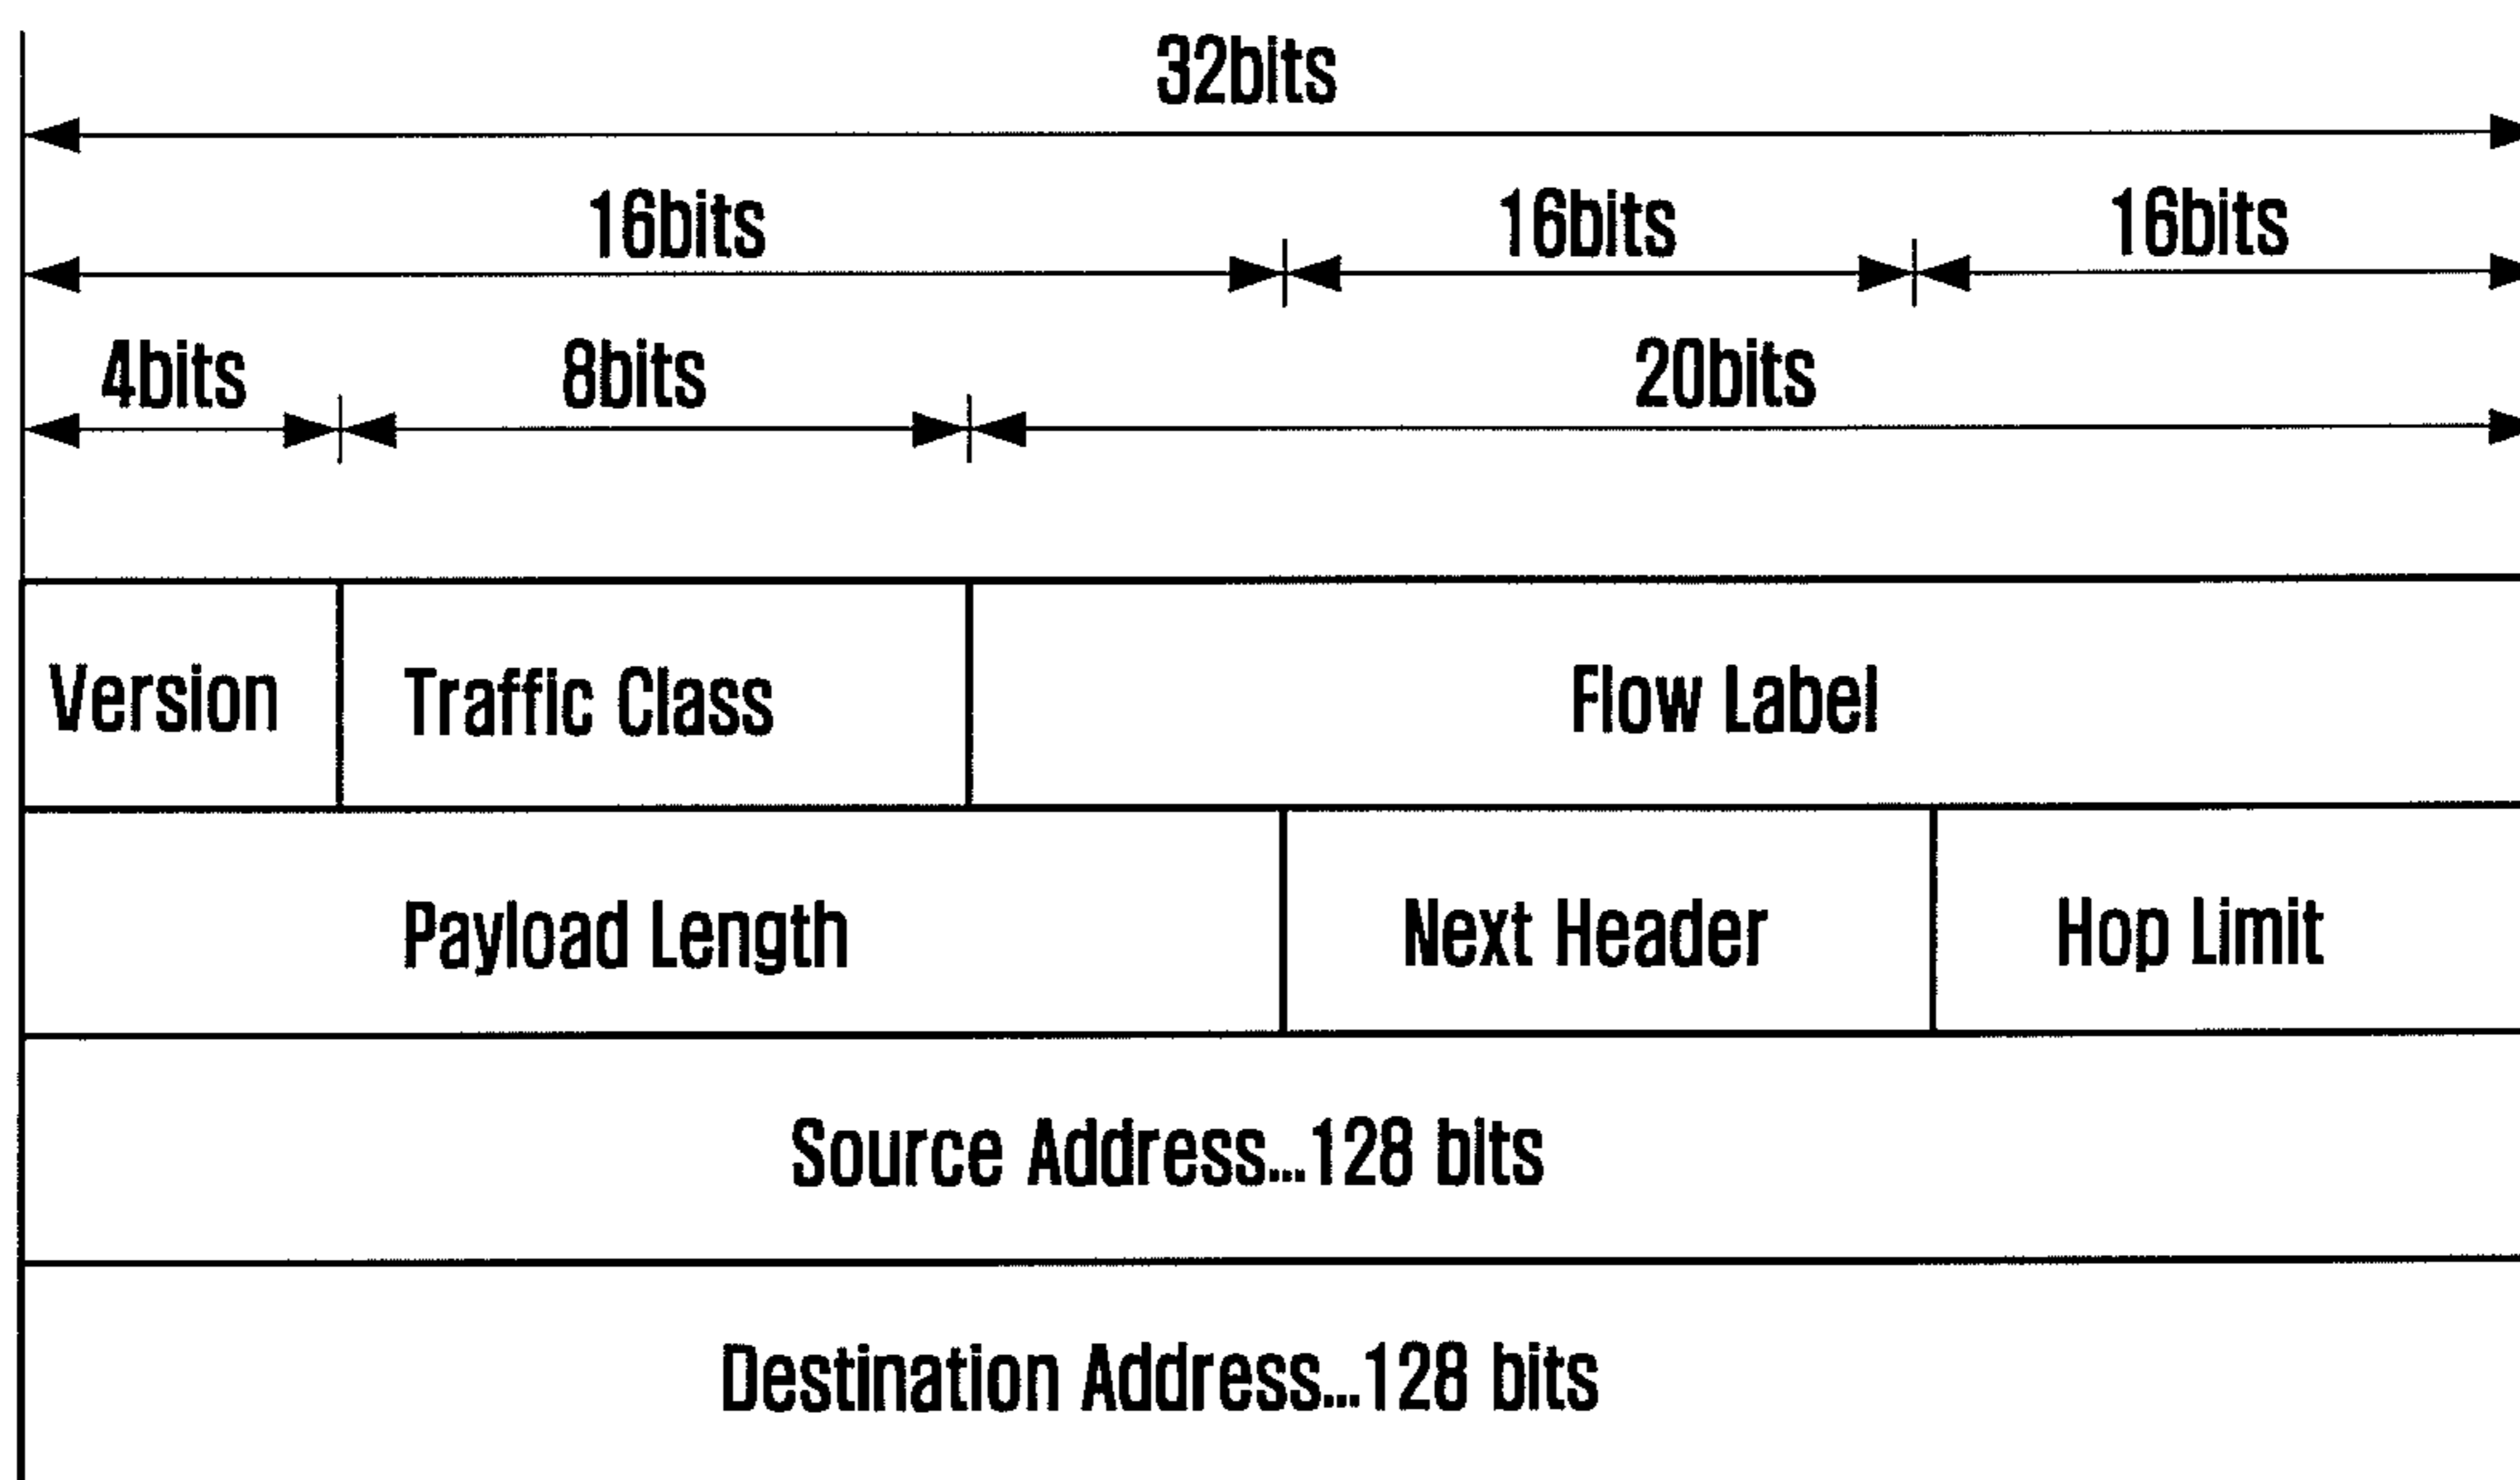 32bits
16bits 16bits 16bits
4bits 8bits 20bits
Version Traffic Class Flow Label
Payload Length Next Header Hop Limit
Source Address...128 bits
Destination Address...128 bits